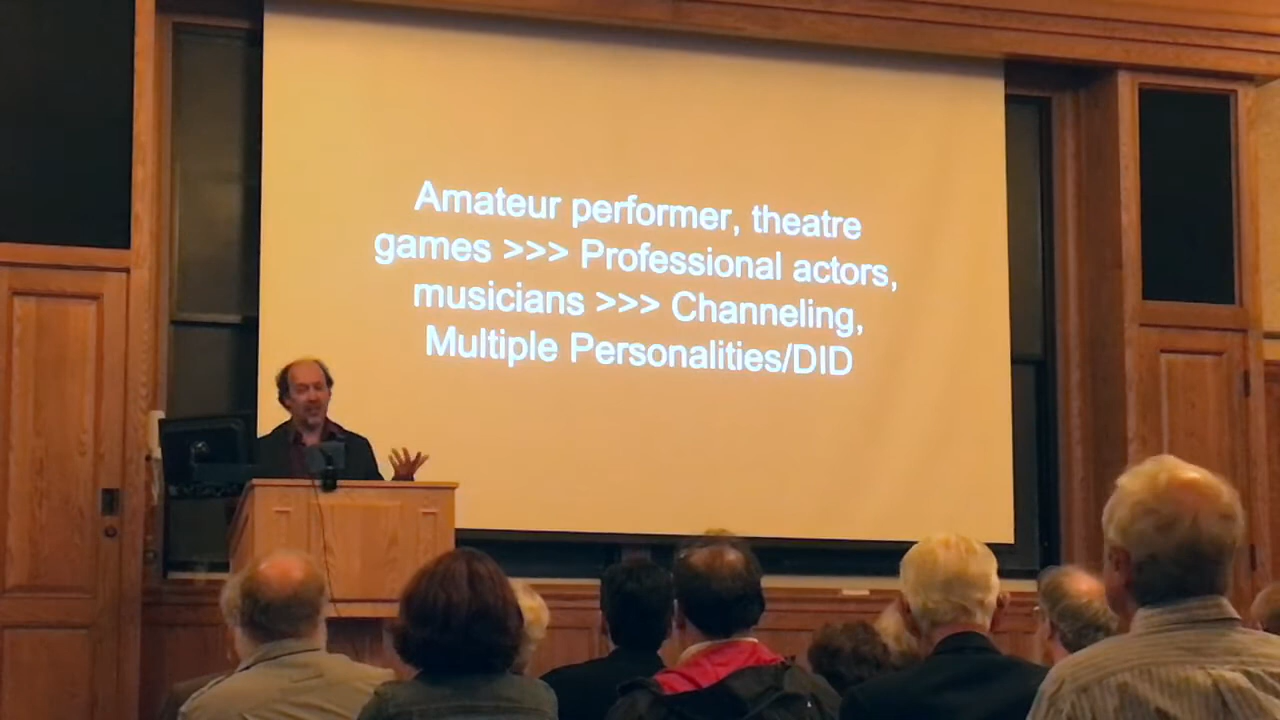 Amateur performer, theatre
games >>> Professional actors,
musicians >>> Channeling,
Multiple Personalities/DID